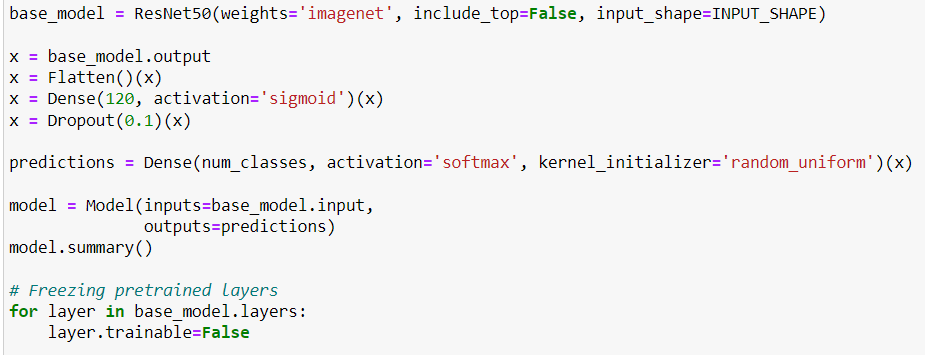 base_model = ResNet50(weights='imagenet', include_top=False, input_shape=INPUT_SHAPE)
x = base_model.output
x = Flatten()(x)
x = Dense(120, activation='sigmoid')(x)
x = Dropout(0.1)(x)
predictions = Dense(num_classes, activation='softmax', kernel_initializer='random_uniform')(x)
model = Model(inputs=base_model.input,
              outputs=predictions)
model.summary()
# Freezing pretrained layers
for layer in base_model.layers:
    layer.trainable=False